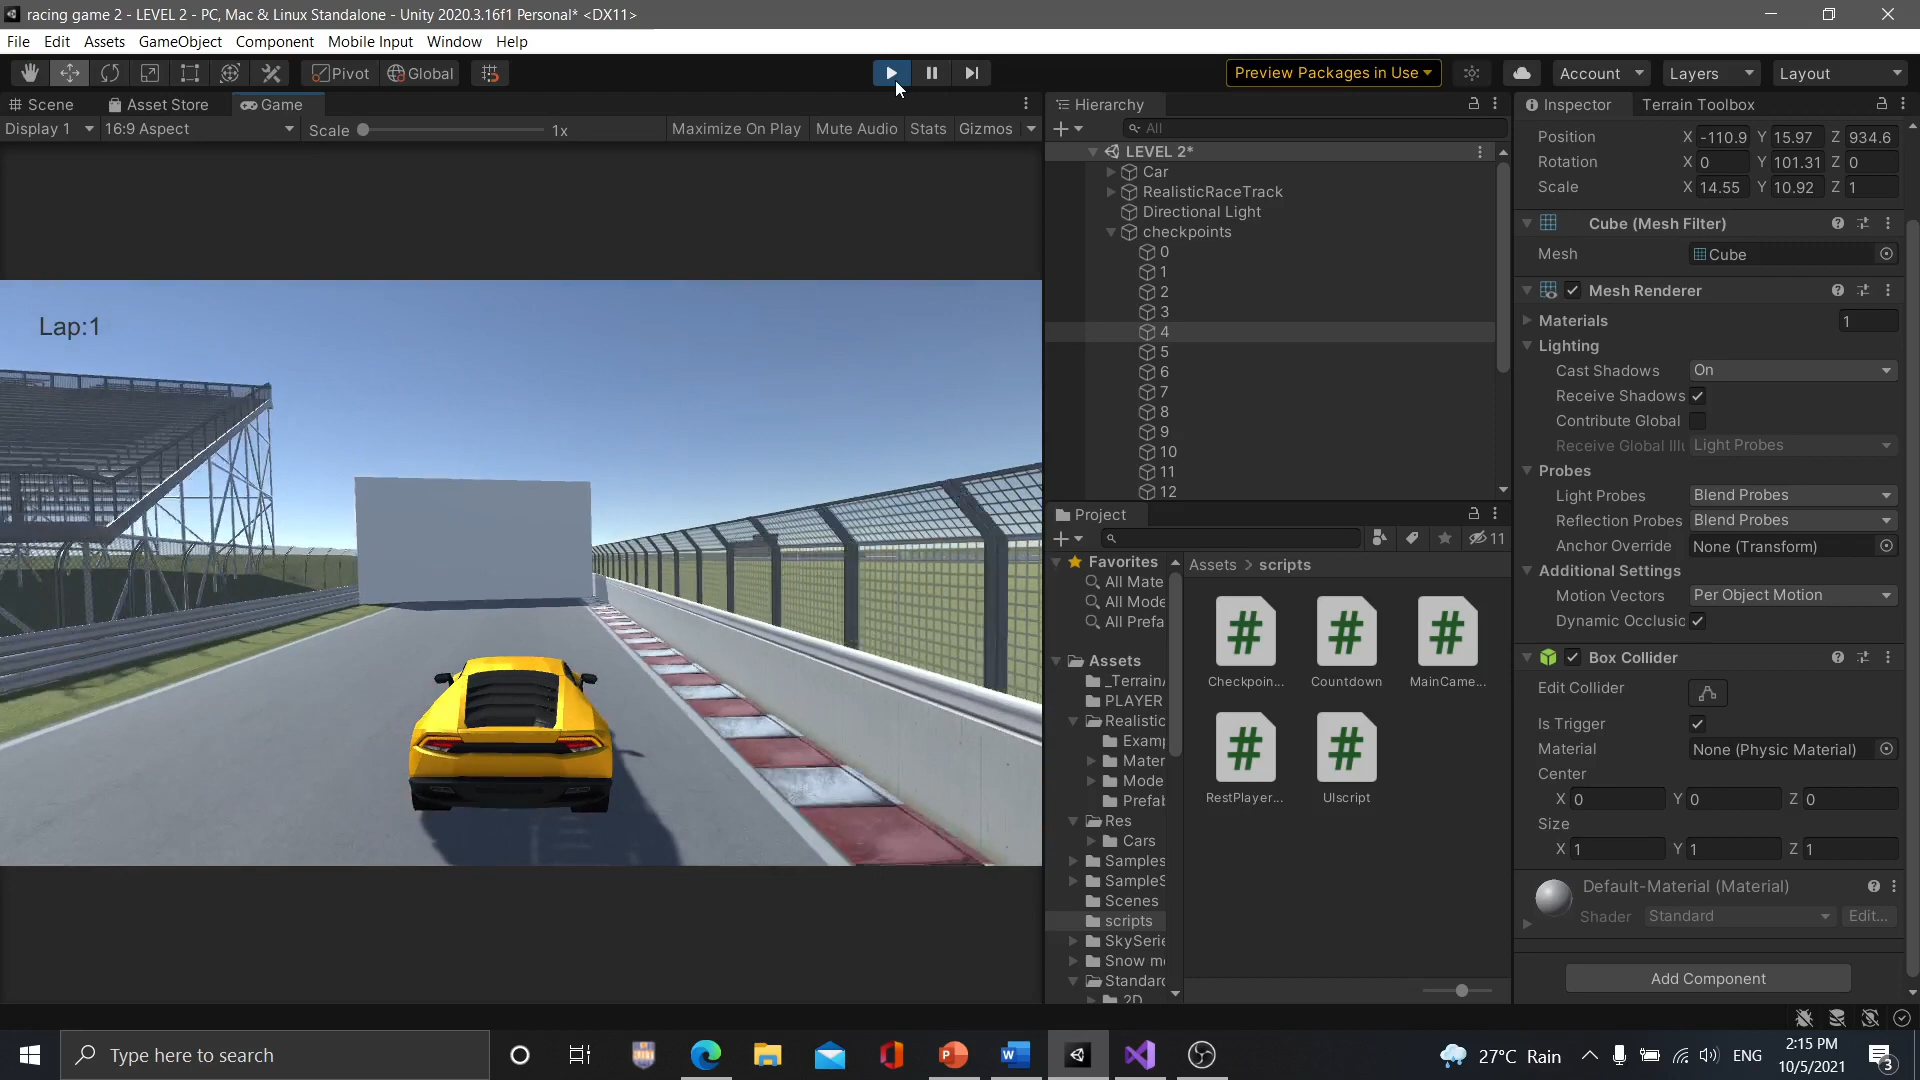 racing game 2 - LEVEL 2 - PC, Mac & Linux Standalone - Unity 2020.3.16f1 Personal* <DX11>
File Edit Assets GameObject Component Mobile Input Window Help
Pivot Global Preview Packages in Use Account Layers Layout
Scene Asset Store Game
Display 1 16:9 Aspect Scale 1x Maximize On Play Mute Audio Stats Gizmos
Lap:1
Hierarchy
All
LEVEL 2*
Car
RealisticRaceTrack
Directional Light
checkpoints
0
1
2
3
4
5
6
7
8
9
10
11
12
Project
11
Favorites
All Mate
All Mode
All Prefa
Assets
_Terrain
PLAYER
Realistic
Examp
Mater
Mode
Prefab
Res
Cars
Samples
SampleS
Scenes
scripts
SkySerie
Snow m
Standard
2D
Assets > scripts
Checkpoin... Countdown MainCame...
RestPlayer... UIscript
Inspector Terrain Toolbox
Position X -110.9 Y 15.97 Z 934.6
Rotation X 0 Y 101.31 Z 0
Scale X 14.55 Y 10.92 Z 1
Cube (Mesh Filter)
Mesh Cube
Mesh Renderer
Materials 1
Lighting
Cast Shadows On
Receive Shadows
Contribute Global
Receive Global Illu Light Probes
Probes
Light Probes Blend Probes
Reflection Probes Blend Probes
Anchor Override None (Transform)
Additional Settings
Motion Vectors Per Object Motion
Dynamic Occlusic
Box Collider
Edit Collider
Is Trigger
Material None (Physic Material)
Center
X 0 Y 0 Z 0
Size
X 1 Y 1 Z 1
Default-Material (Material)
Shader Standard Edit...
Add Component
Type here to search
27°C Rain ENG
2:15 PM
10/5/2021
3